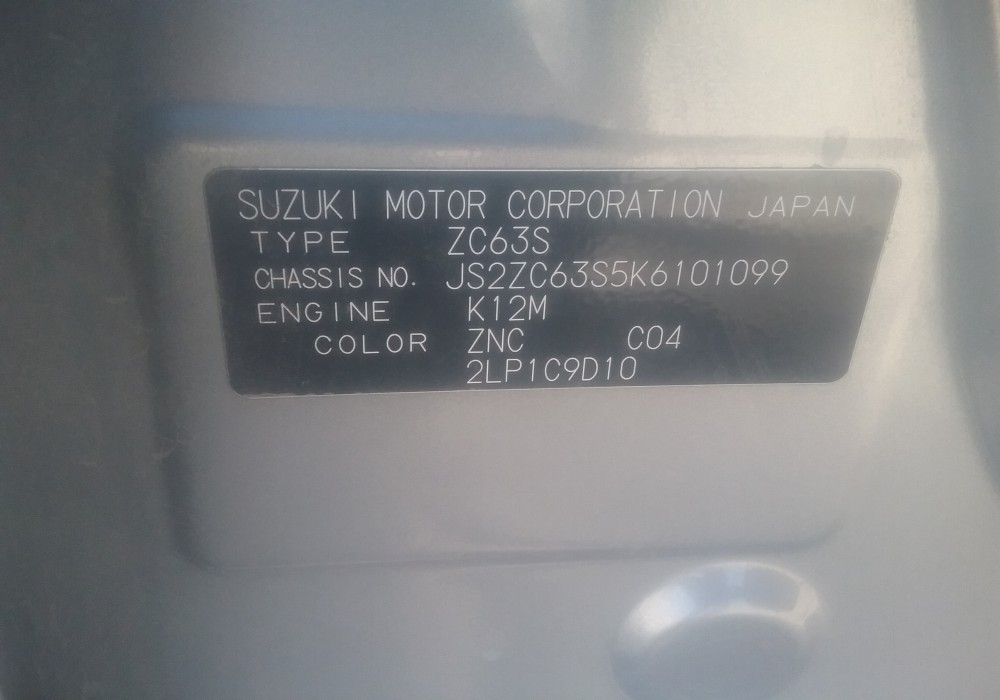 SUZUKI MOTOR CORPORATION JAPAN
TYPE ZC63S
CHASSIS NO. JS2ZC63S5K6101099
ENGINE K12M
COLOR ZNC C04
2LP1C9D10